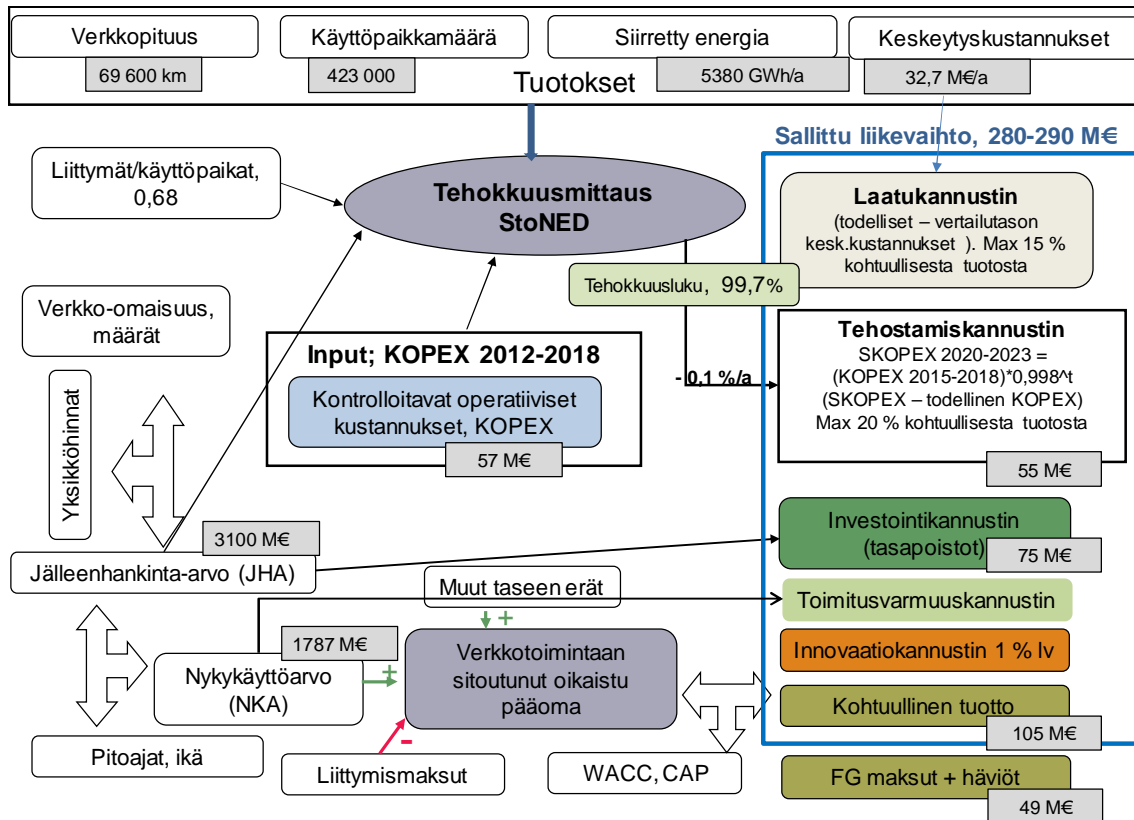 Verkkopituus
69 600 km
Käyttöpaikkamäärä
423 000
Siirretty energia
5380 GWh/a
Keskeytyskustannukset
32,7 M€/a
Tuotokset
Sallittu liikevaihto, 280-290 M€
Liittymät/käyttöpaikat,
0,68
Tehokkuusmittaus
StoNED
Laatukannustin
(todelliset – vertailutason
kesk.kustannukset ). Max 15 %
kohtuullisesta tuotosta
Tehokkuusluku, 99,7%
Verkko-omaisuus,
määrät
Input; KOPEX 2012-2018
Kontrolloitavat operatiiviset
kustannukset, KOPEX
57 M€
- 0,1 %/a
Tehostamiskannustin
SKOPEX 2020-2023 =
(KOPEX 2015-2018)*0,998^t
(SKOPEX – todellinen KOPEX)
Max 20 % kohtuullisesta tuotosta
55 M€
Yksikköhinnat
3100 M€
Jälleenhankinta-arvo (JHA)
Investointikannustin
(tasapoistot)
75 M€
Muut taseen erät
+
Toimitusvarmuuskannustin
1787 M€
Nykykäyttöarvo
(NKA)
+
Verkkotoimintaan
sitoutunut oikaistu
pääoma
Innovaatiokannustin 1 % lv
Kohtuullinen tuotto
105 M€
Pitoajat, ikä
-
Liittymismaksut
WACC, CAP
FG maksut + häviöt
49 M€